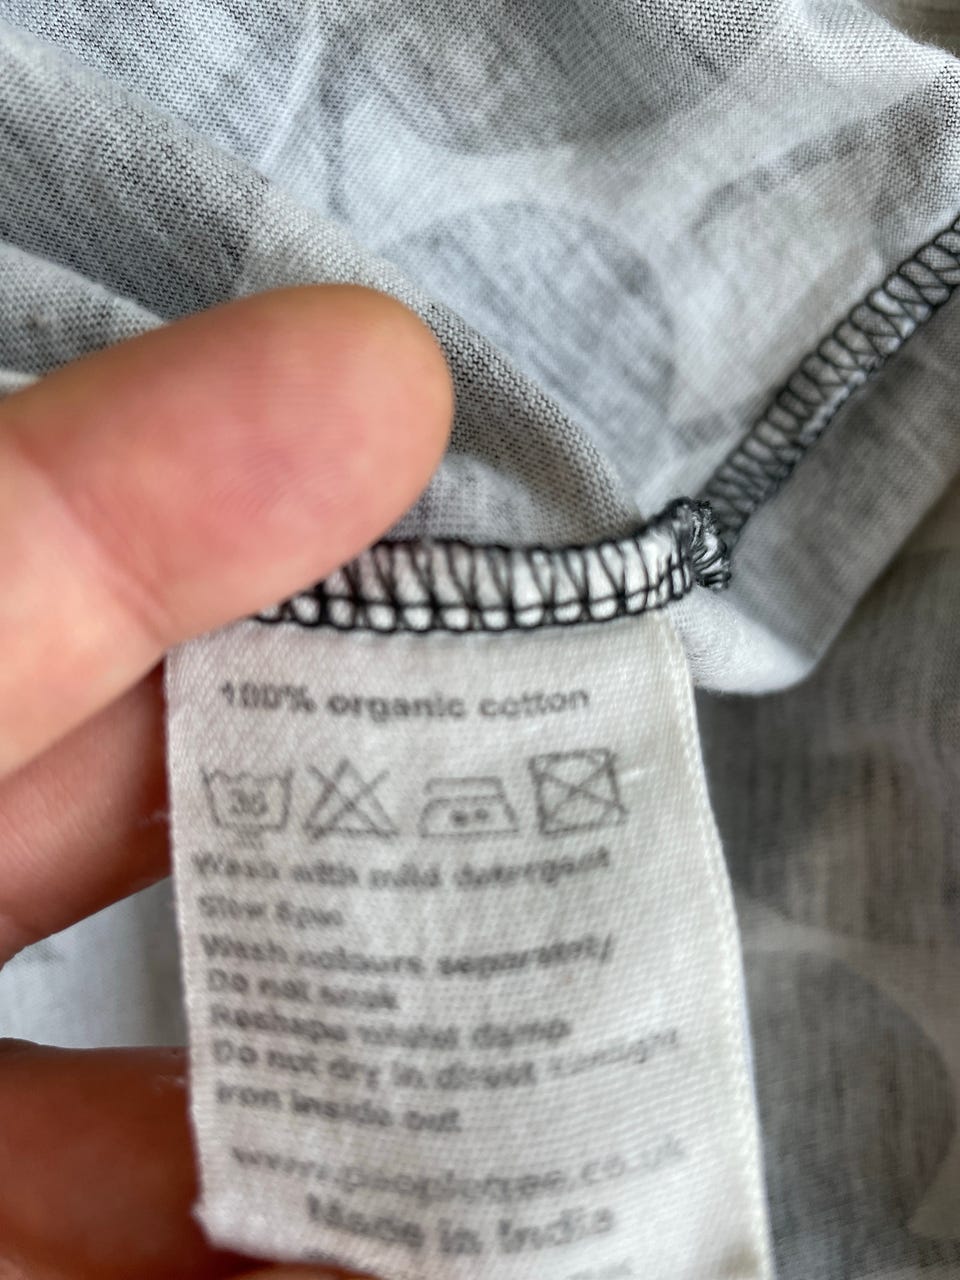 100% organic cotton
30
Wash with mild detergent
Slow Spin
Wash colours separately/
Do not soak
Reshape whilst damp
Do not dry in direct sunlight
Iron inside out
www.peopletree.co.uk
Made in India